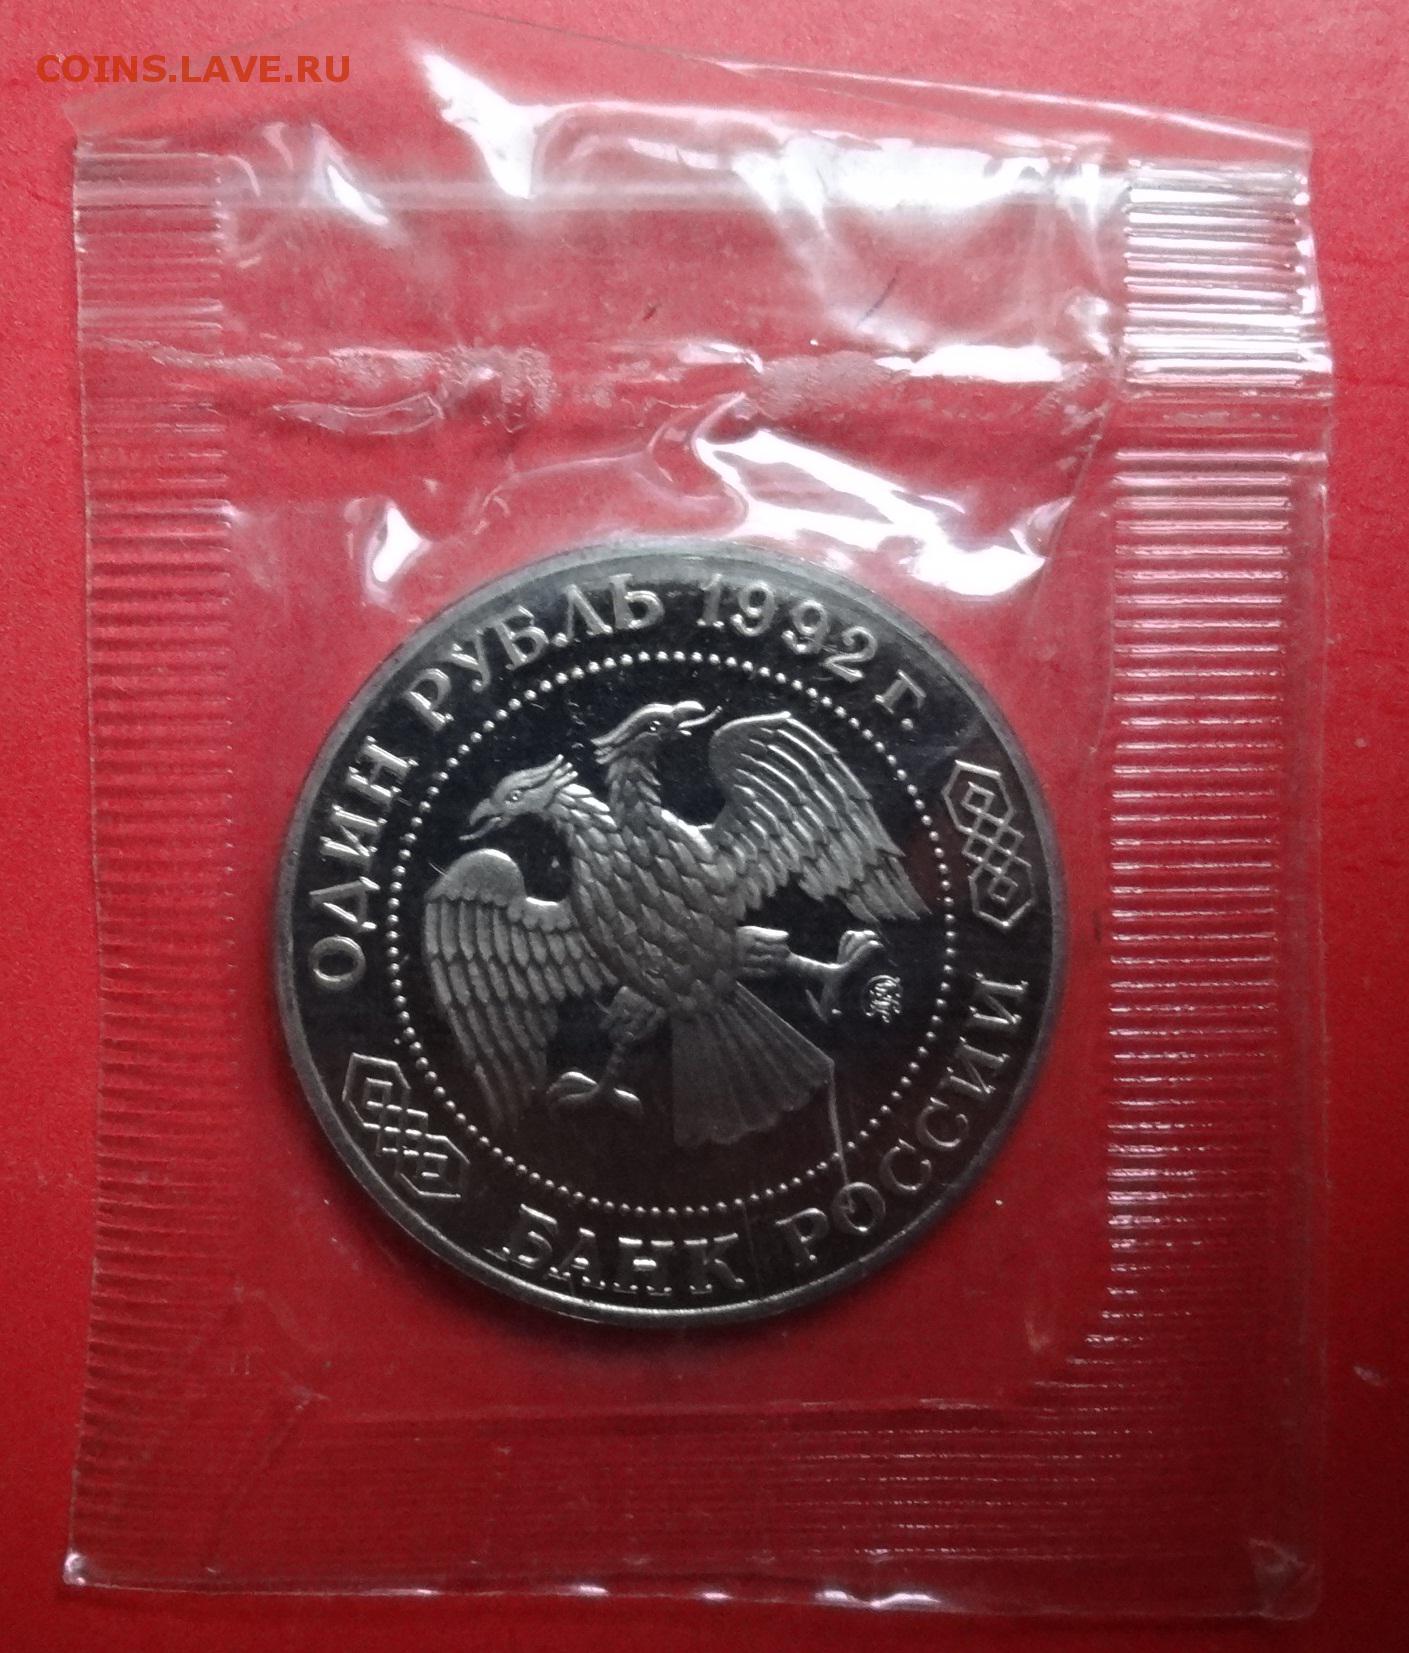 COINS.LAVE.RU
ОДИН РУБЛЬ 1992 г.
БАНК РОССИИ